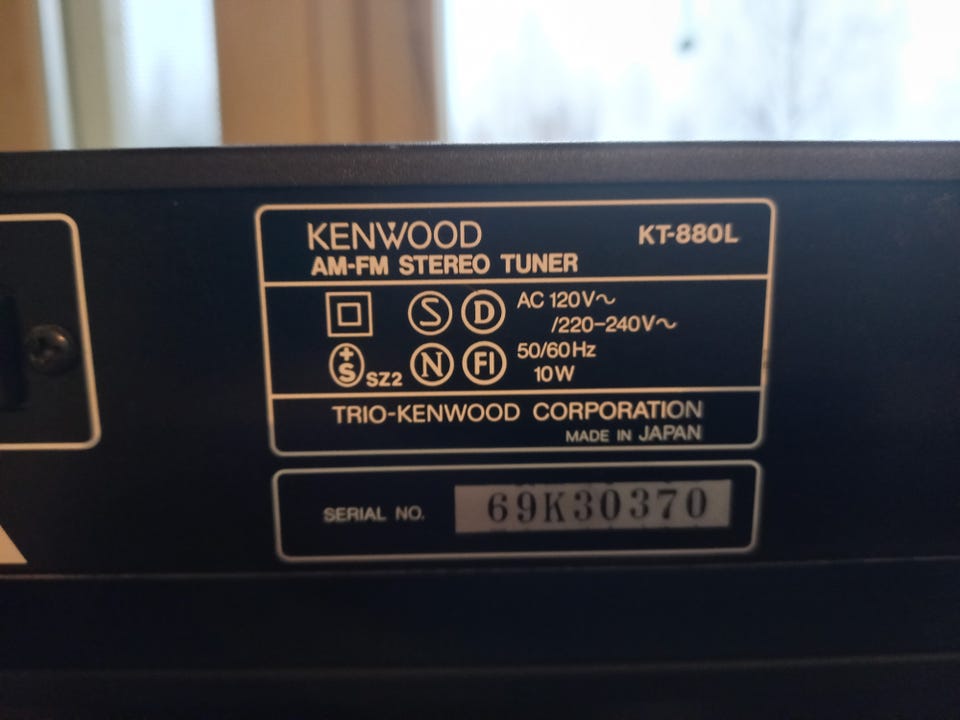 KENWOOD KT-880L
AM-FM STEREO TUNER
S D AC 120V~
/220-240V~
+S SZ2 N FI 50/60Hz
10W
TRIO-KENWOOD CORPORATION
MADE IN JAPAN
SERIAL NO. 69K30370